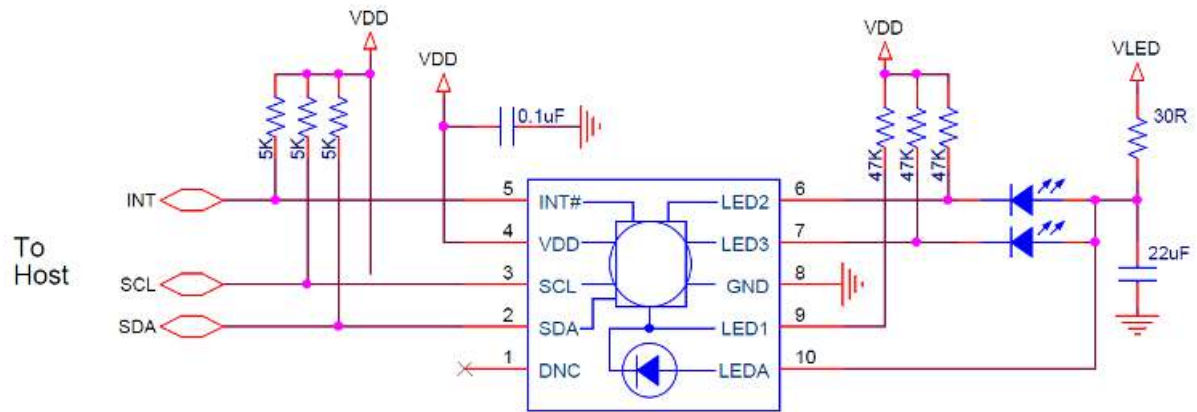 VDD
VDD
VDD
VLED
0.1uF
30R
5K
5K
5K
47K
47K
47K
INT
5
INT#
LED2
6
4
VDD
LED3
7
22uF
To
Host
SCL
3
SCL
GND
8
SDA
2
SDA
LED1
9
1
DNC
LEDA
10